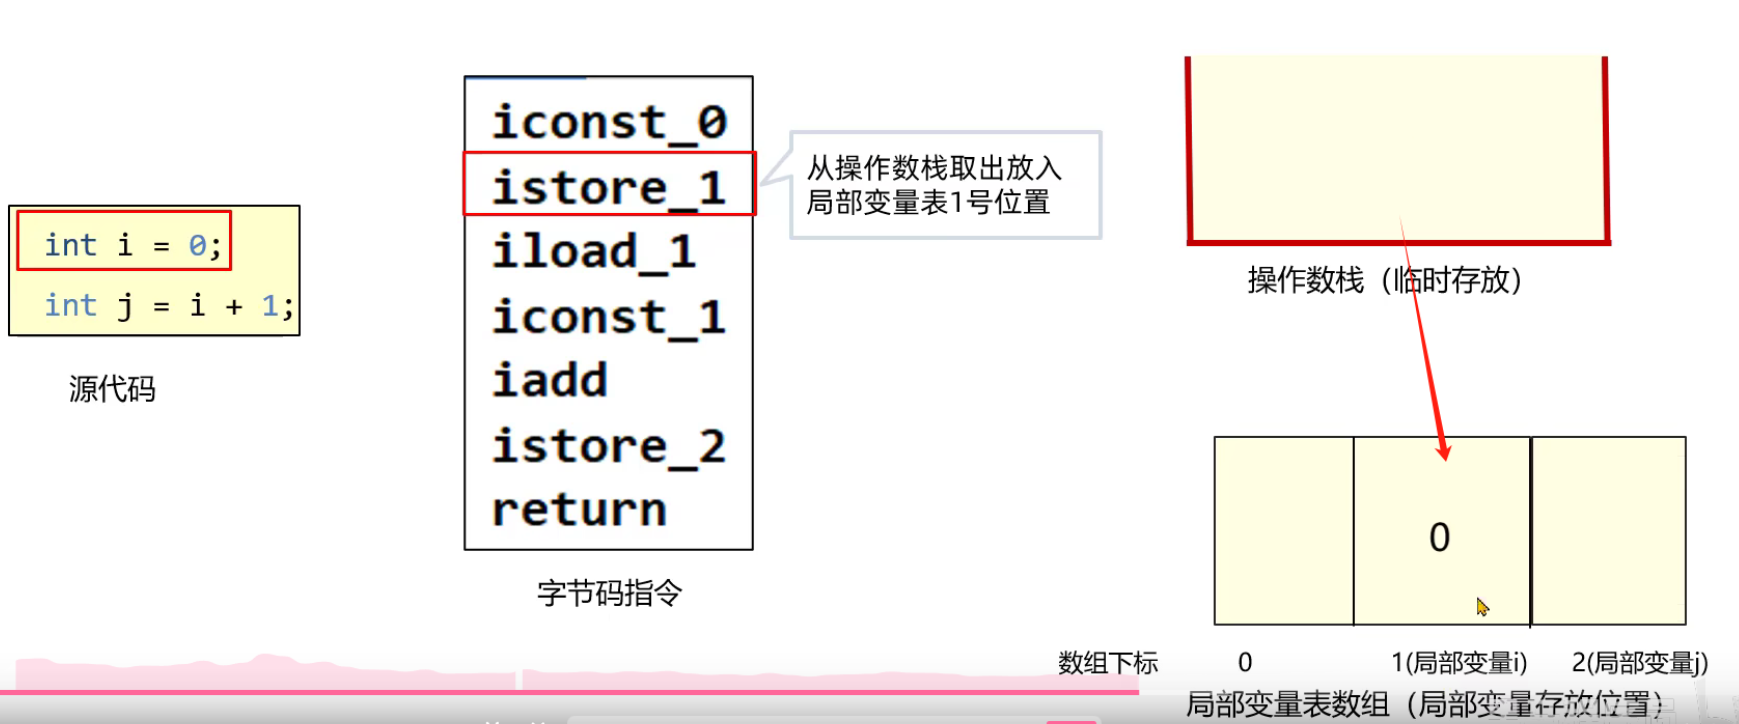 int i = 0;
int j = i + 1;
源代码
iconst_0
istore_1
iload_1
iconst_1
iadd
istore_2
return
字节码指令
从操作数栈取出放入
局部变量表1号位置
操作数栈（临时存放）
0
数组下标 0 1(局部变量i) 2(局部变量j)
局部变量表数组（局部变量存放位置）